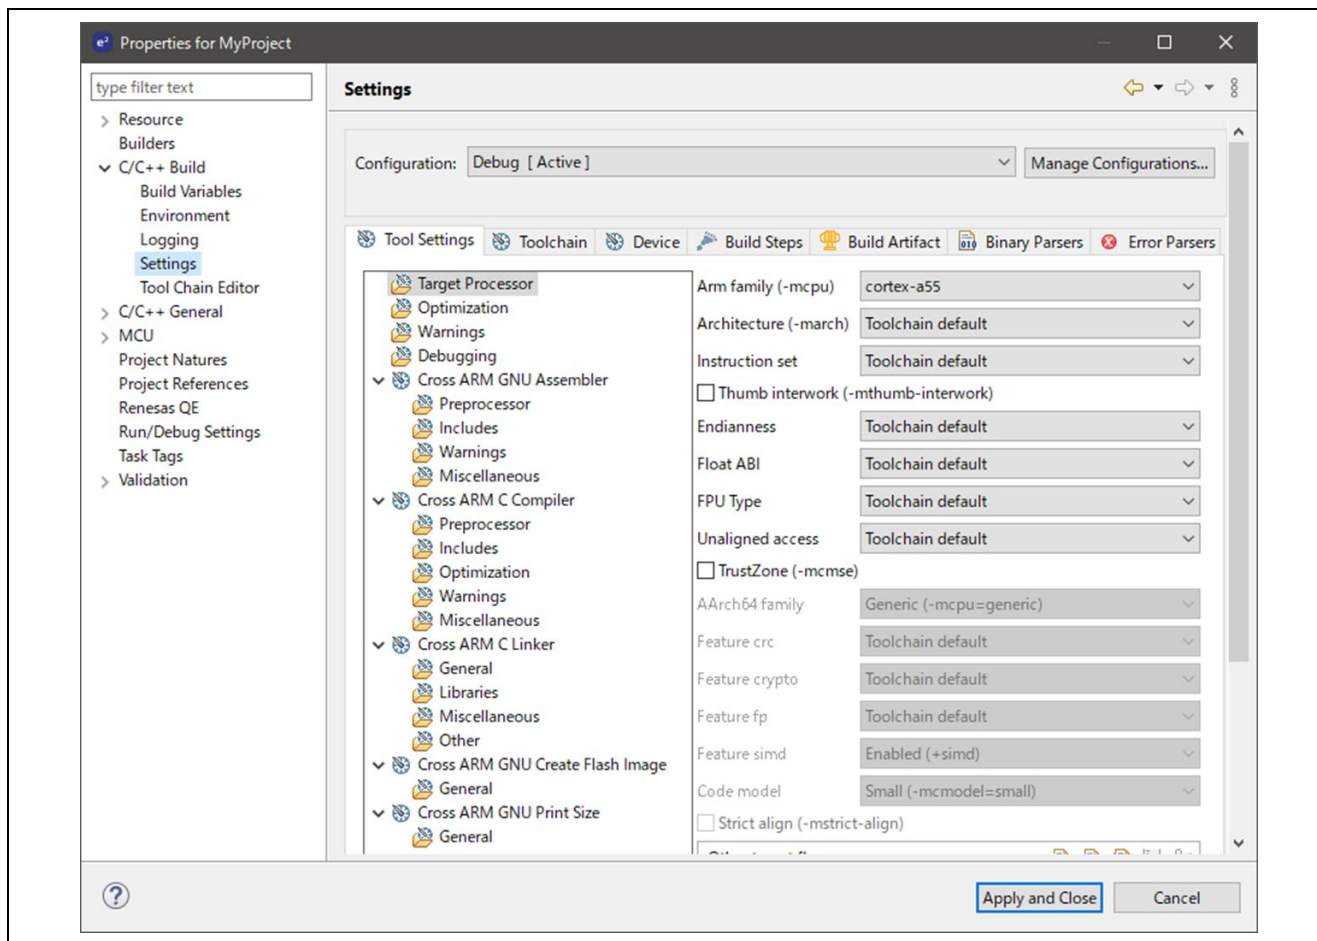 e² Properties for MyProject
type filter text
Resource
Builders
C/C++ Build
Build Variables
Environment
Logging
Settings
Tool Chain Editor
C/C++ General
MCU
Project Natures
Project References
Renesas QE
Run/Debug Settings
Task Tags
Validation
Settings
Configuration: Debug [ Active ] Manage Configurations...
Tool Settings Toolchain Device Build Steps Build Artifact Binary Parsers Error Parsers
Target Processor
Optimization
Warnings
Debugging
Cross ARM GNU Assembler
Preprocessor
Includes
Warnings
Miscellaneous
Cross ARM C Compiler
Preprocessor
Includes
Optimization
Warnings
Miscellaneous
Cross ARM C Linker
General
Libraries
Miscellaneous
Other
Cross ARM GNU Create Flash Image
General
Cross ARM GNU Print Size
General
Arm family (-mcpu) cortex-a55
Architecture (-march) Toolchain default
Instruction set Toolchain default
Thumb interwork (-mthumb-interwork)
Endianness Toolchain default
Float ABI Toolchain default
FPU Type Toolchain default
Unaligned access Toolchain default
TrustZone (-mcmse)
AArch64 family Generic (-mcpu=generic)
Feature crc Toolchain default
Feature crypto Toolchain default
Feature fp Toolchain default
Feature simd Enabled (+simd)
Code model Small (-mcmodel=small)
Strict align (-mstrict-align)
Apply and Close Cancel